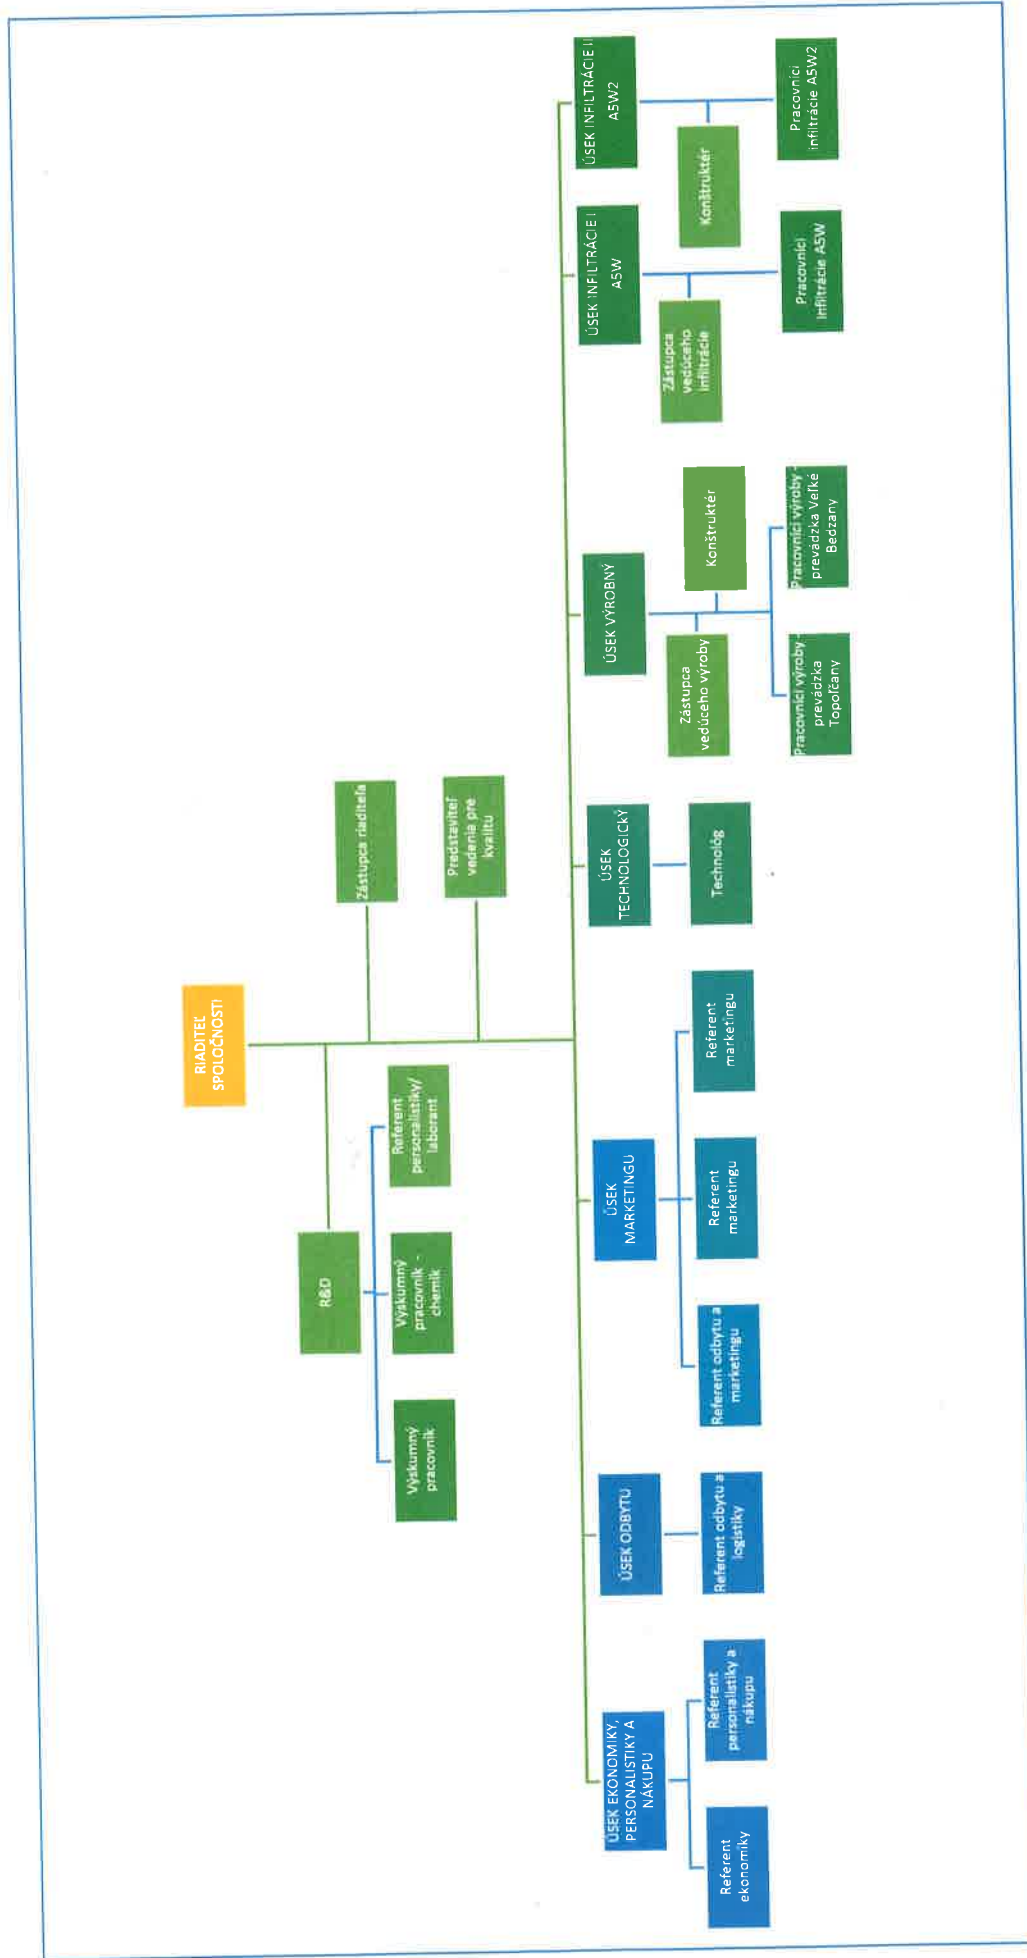 RIADITEĽ
SPOLOČNOSTI
Zástupca riaditeľa
Predstaviteľ
vedenia pre
kvalitu
R&D
Výskumný
pracovník
Výskumný
pracovník -
chemik
Referent
personalistiky/
laborant
ÚSEK EKONOMIKY,
PERSONALISTIKY A
NÁKUPU
Referent
ekonomiky
Referent
personalistiky a
nákupu
ÚSEK ODBYTU
Referent odbytu a
logistiky
ÚSEK
MARKETINGU
Referent odbytu a
marketingu
Referent
marketingu
Referent
marketingu
ÚSEK
TECHNOLOGICKÝ
Technológ
ÚSEK VÝROBNÝ
Zástupca
vedúceho výroby
Konštruktér
Pracovníci výroby -
prevádzka
Topoľčany
Pracovníci výroby -
prevádzka Veľké
Bedzany
ÚSEK INFILTRÁCIE I
A5W
Zástupca
vedúceho
infiltrácie
Pracovníci
infiltrácie A5W
ÚSEK INFILTRÁCIE II
A5W2
Konštruktér
Pracovníci
infiltrácie A5W2